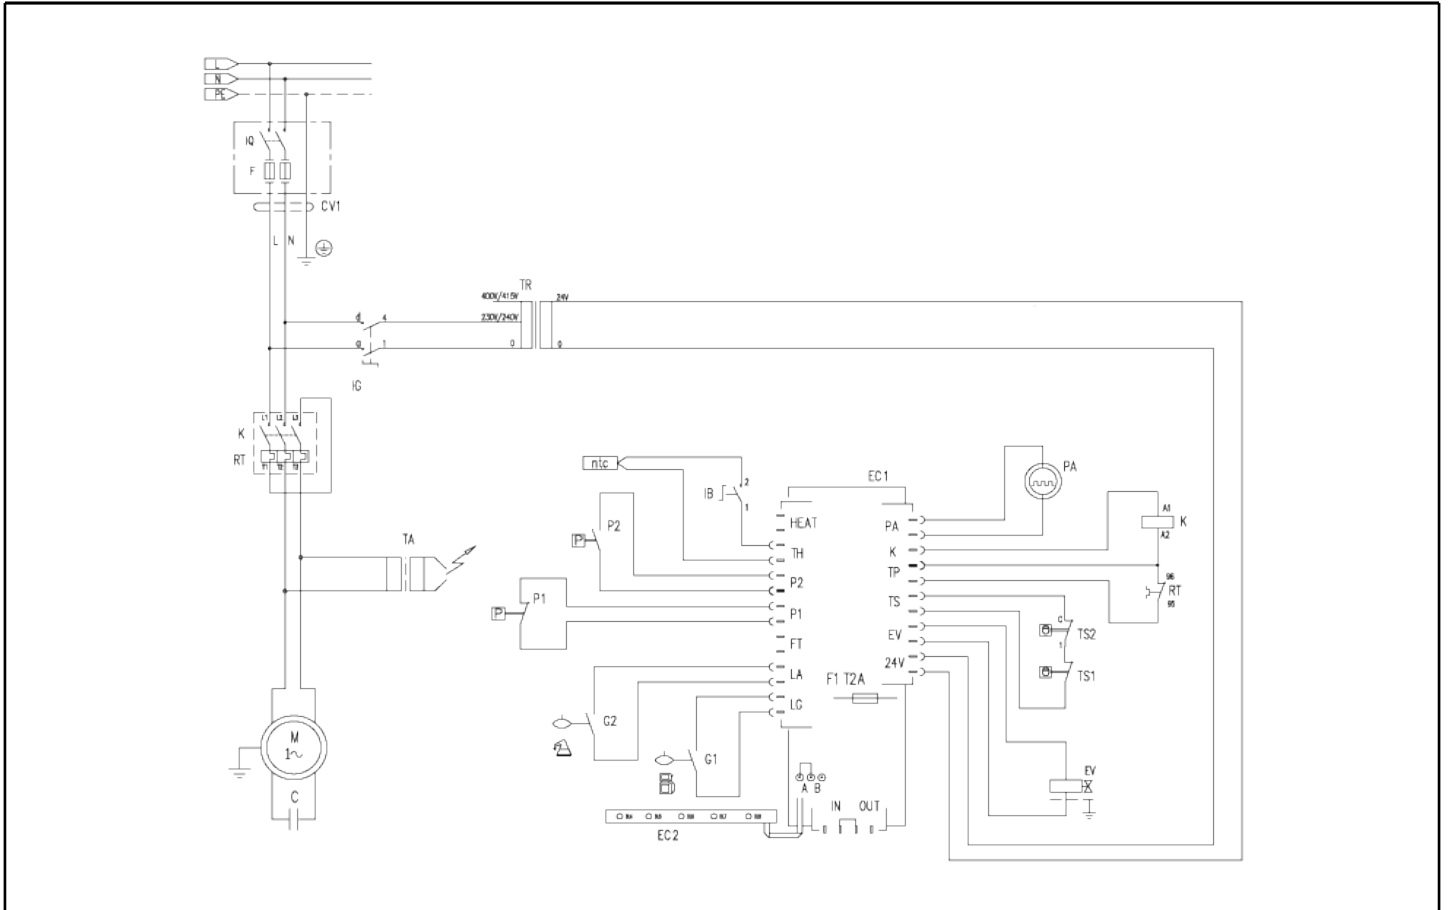 L
N
PE
IQ
F
CV1
L N
TR
400V/415V
24V
d 4
230V/240V
a 1
0
0
IG
L1 L2 L3
K
RT
T1 T2 T3
TA
M
1~
C
ntc
IB
2
1
EC1
PA
P2
P
HEAT
PA
A1
K
A2
TH
K
TP
P2
96
RT
95
P1
P
P1
TS
C
TS2
1
FT
EV
LA
24V
TS1
F1 T2A
LG
G2
G1
EV
A B
IN OUT
EC2